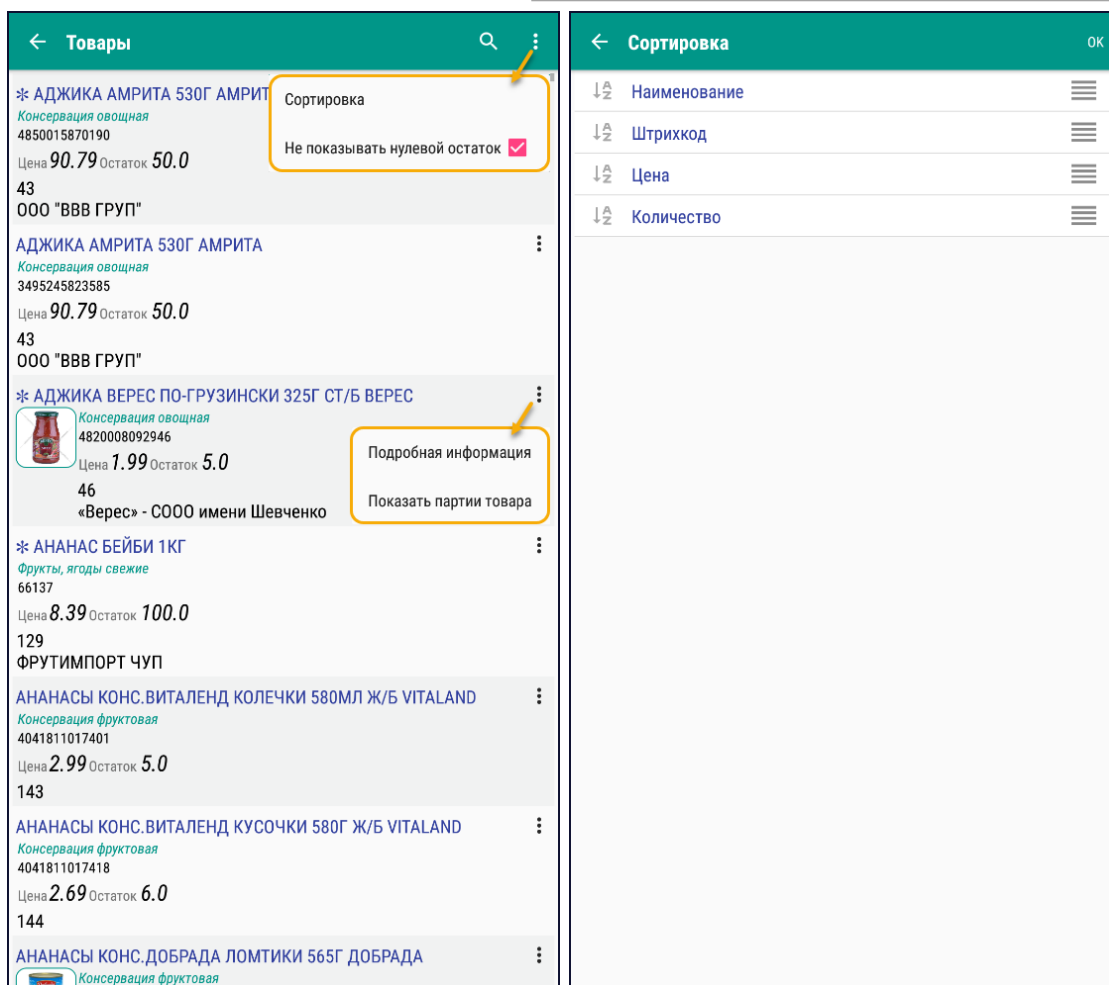 Товары
✻ АДЖИКА АМРИТА 530Г АМРИТ
Консервация овощная
4850015870190
Цена 90.79 Остаток 50.0
43
ООО "ВВВ ГРУП"
Сортировка
Не показывать нулевой остаток
АДЖИКА АМРИТА 530Г АМРИТА
Консервация овощная
3495245823585
Цена 90.79 Остаток 50.0
43
ООО "ВВВ ГРУП"
✻ АДЖИКА ВЕРЕС ПО-ГРУЗИНСКИ 325Г СТ/Б ВЕРЕС
Консервация овощная
4820008092946
Цена 1.99 Остаток 5.0
46
«Верес» - СООО имени Шевченко
Подробная информация
Показать партии товара
✻ АНАНАС БЕЙБИ 1КГ
Фрукты, ягоды свежие
66137
Цена 8.39 Остаток 100.0
129
ФРУТИМПОРТ ЧУП
АНАНАСЫ КОНС.ВИТАЛЕНД КОЛЕЧКИ 580МЛ Ж/Б VITALAND
Консервация фруктовая
4041811017401
Цена 2.99 Остаток 5.0
143
АНАНАСЫ КОНС.ВИТАЛЕНД КУСОЧКИ 580Г Ж/Б VITALAND
Консервация фруктовая
4041811017418
Цена 2.69 Остаток 6.0
144
АНАНАСЫ КОНС.ДОБРАДА ЛОМТИКИ 565Г ДОБРАДА
Консервация фруктовая
Сортировка
OK
Наименование
Штрихкод
Цена
Количество